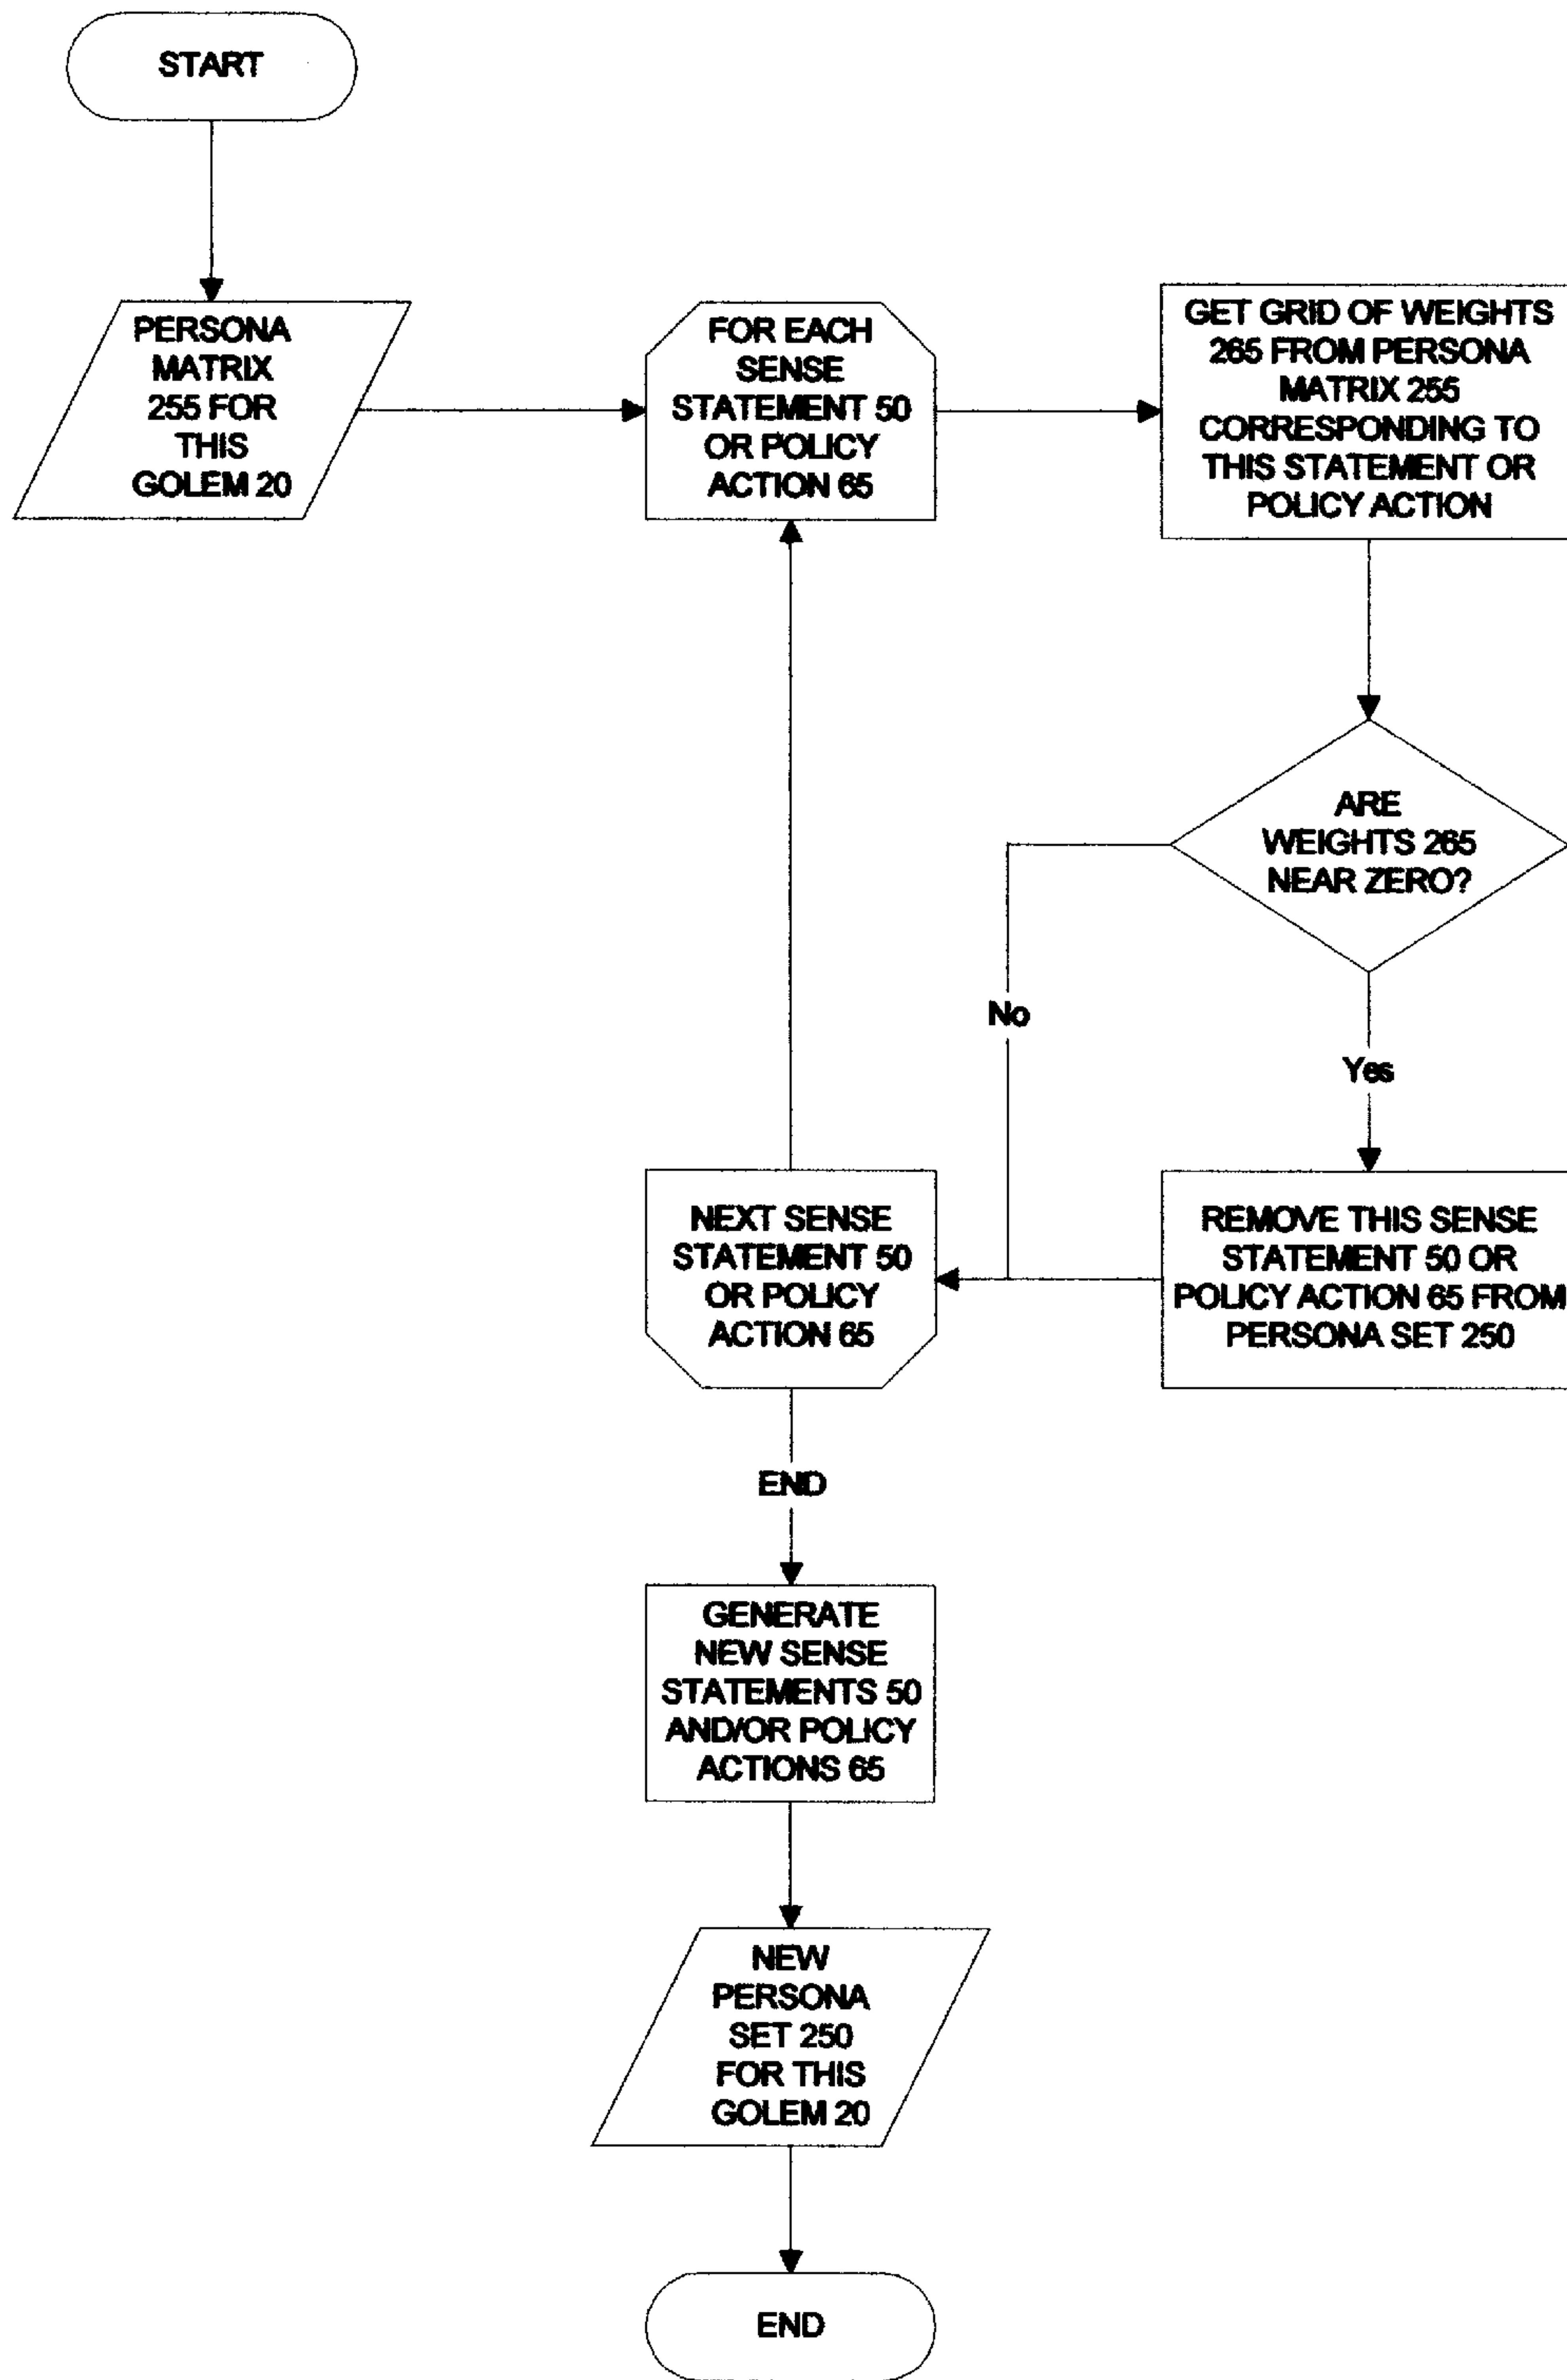 START
PERSONA
MATRIX
255 FOR
THIS
GOLEM 20
FOR EACH
SENSE
STATEMENT 50
OR POLICY
ACTION 65
GET GRID OF WEIGHTS
265 FROM PERSONA
MATRIX 255
CORRESPONDING TO
THIS STATEMENT OR
POLICY ACTION
ARE
WEIGHTS 265
NEAR ZERO?
No
Yes
REMOVE THIS SENSE
STATEMENT 50 OR
POLICY ACTION 65 FROM
PERSONA SET 250
NEXT SENSE
STATEMENT 50
OR POLICY
ACTION 65
END
GENERATE
NEW SENSE
STATEMENTS 50
AND/OR POLICY
ACTIONS 65
NEW
PERSONA
SET 250
FOR THIS
GOLEM 20
END